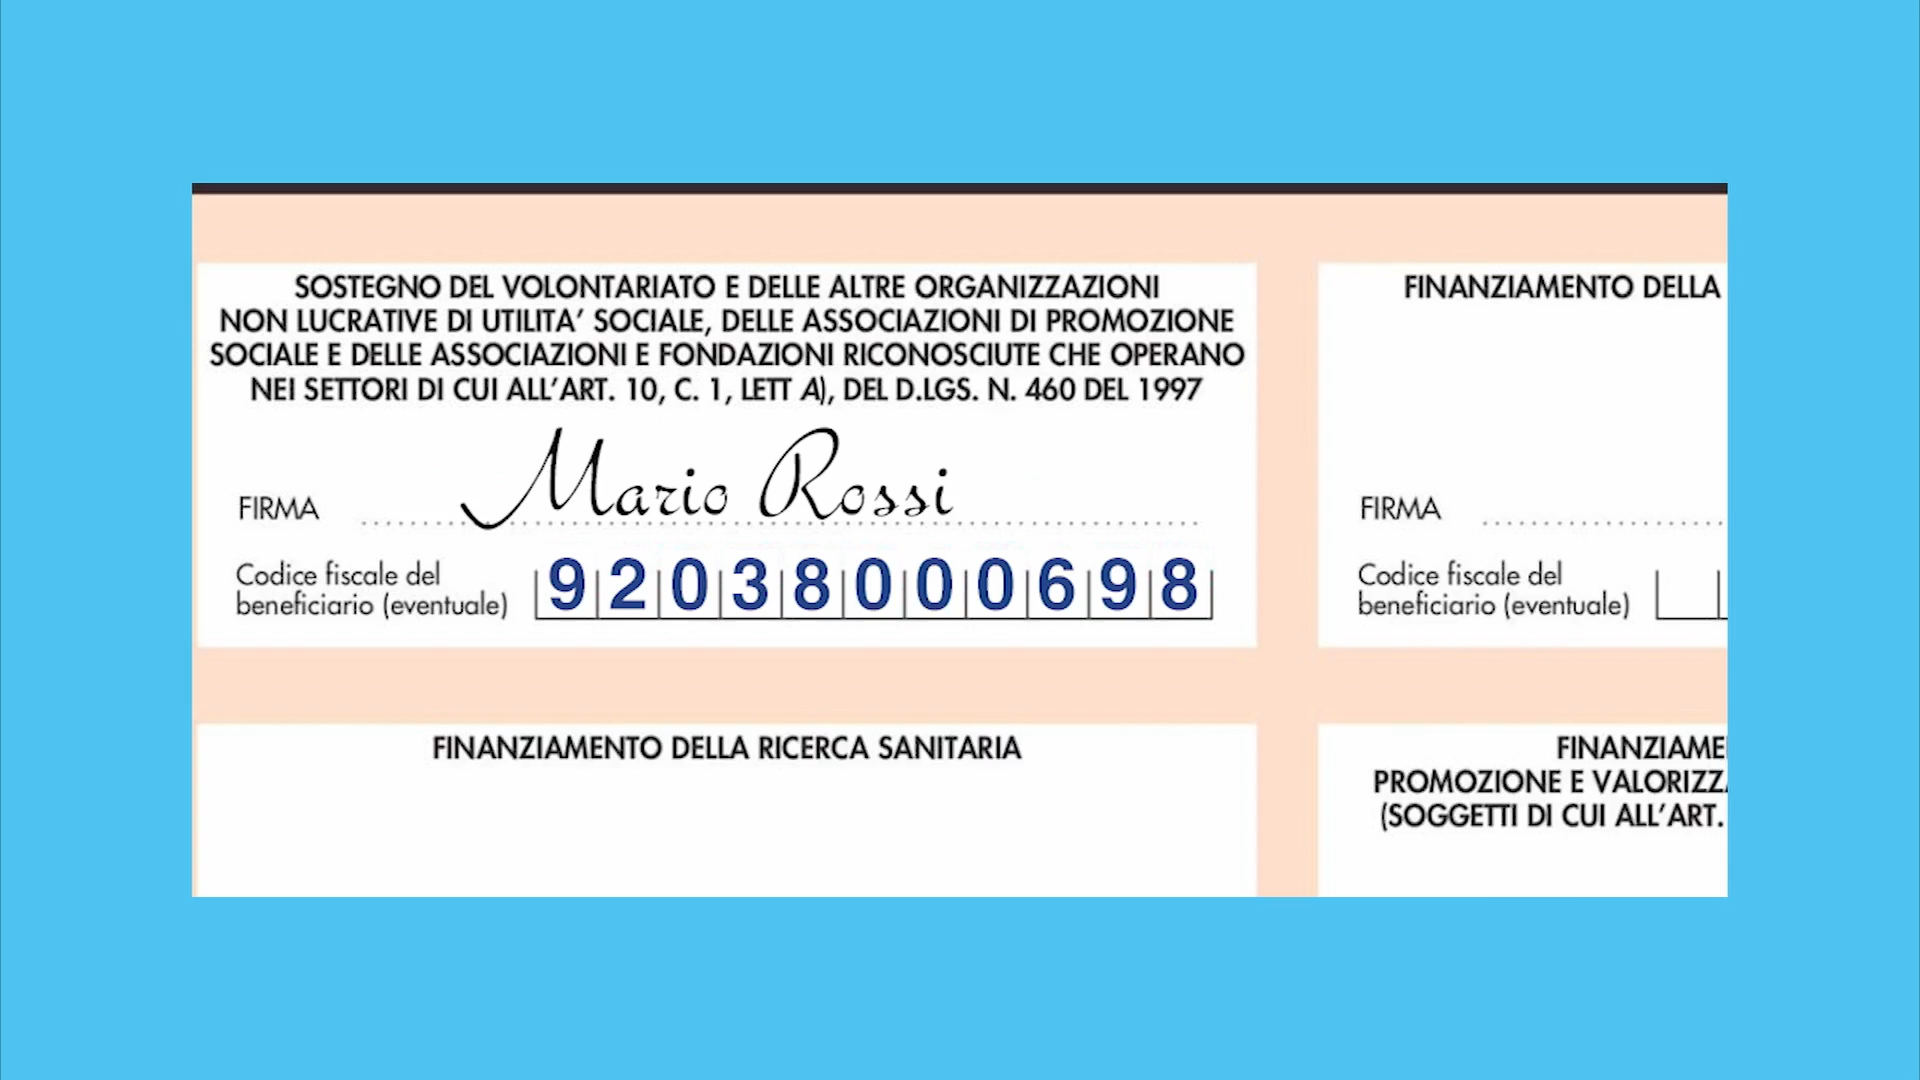 SOSTEGNO DEL VOLONTARIATO E DELLE ALTRE ORGANIZZAZIONI
NON LUCRATIVE DI UTILITA’ SOCIALE, DELLE ASSOCIAZIONI DI PROMOZIONE
SOCIALE E DELLE ASSOCIAZIONI E FONDAZIONI RICONOSCIUTE CHE OPERANO
NEI SETTORI DI CUI ALL’ART. 10, C. 1, LETT A), DEL D.LGS. N. 460 DEL 1997
FIRMA Mario Rossi
Codice fiscale del
beneficiario (eventuale) 92038000698
FINANZIAMENTO DELLA
FIRMA
Codice fiscale del
beneficiario (eventuale)
FINANZIAMENTO DELLA RICERCA SANITARIA
PROMOZIONE E
(SOGGETTI DI CUI ALL’ART.